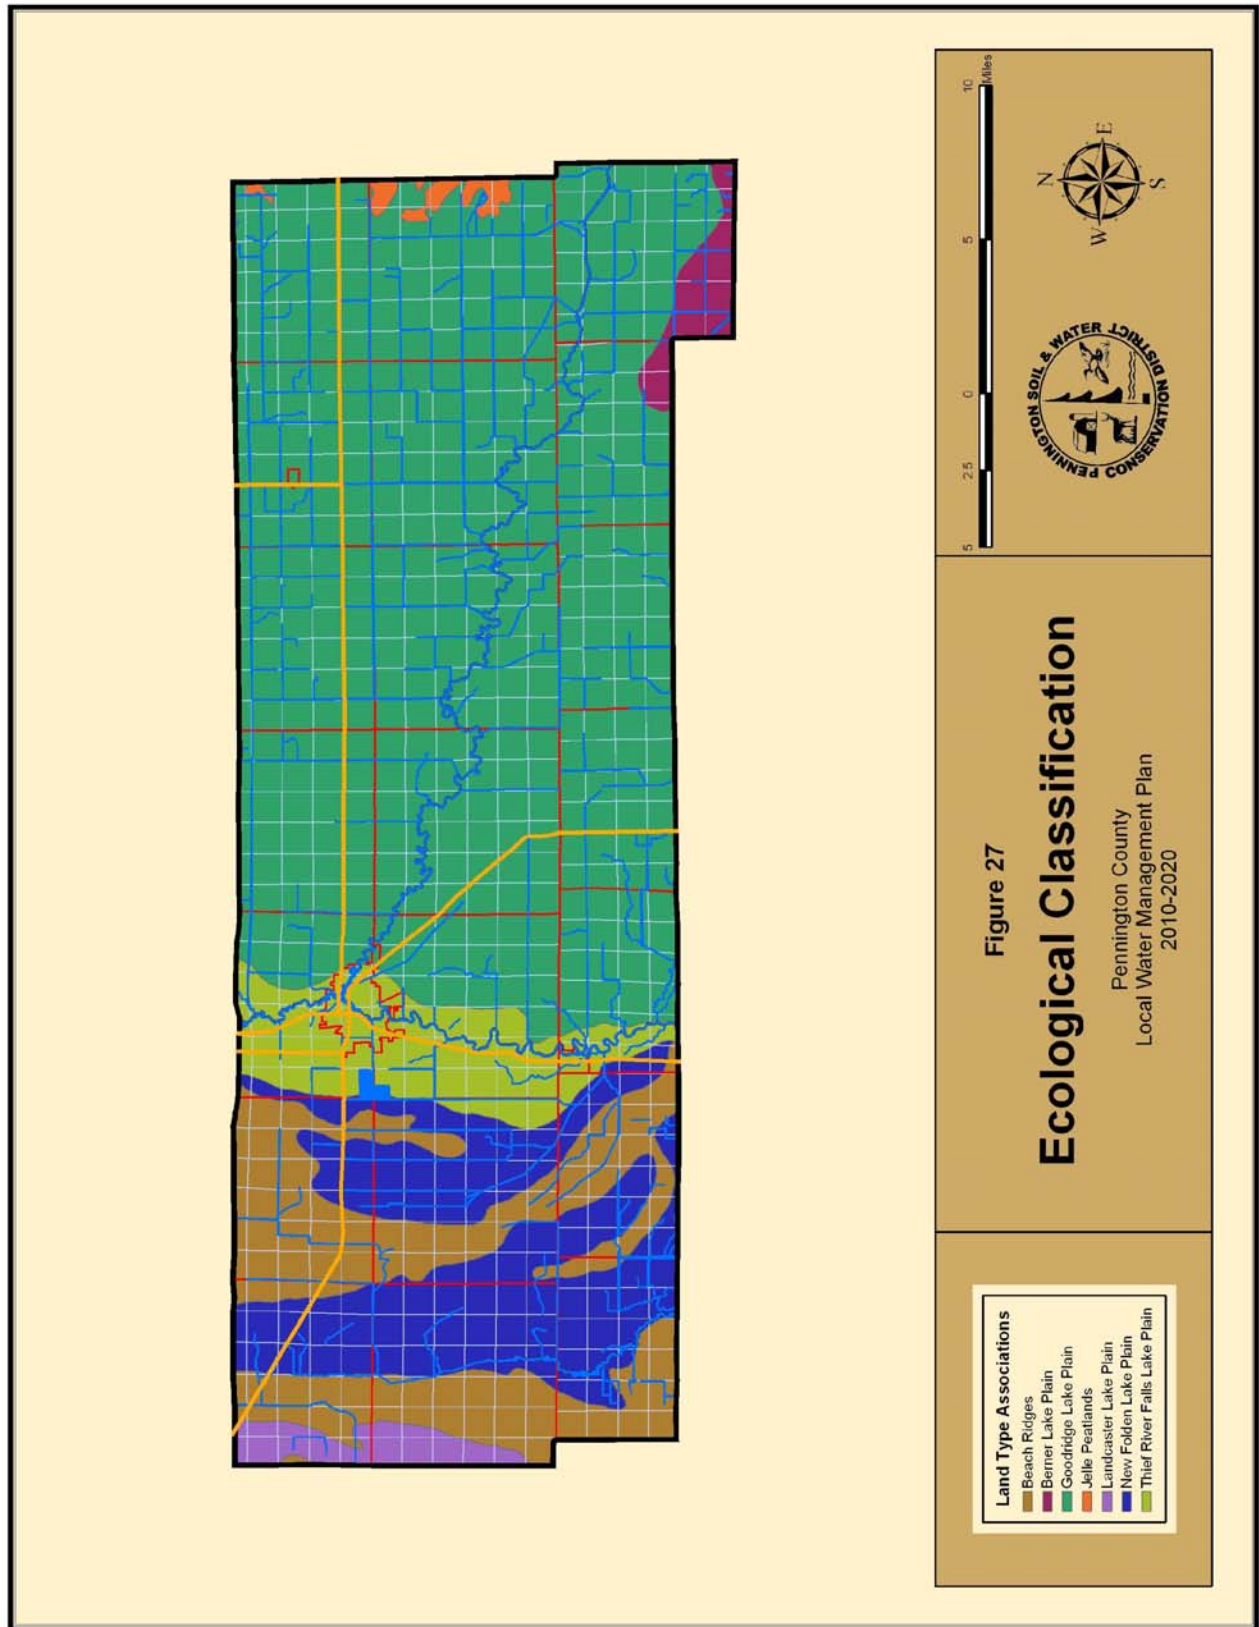 Land Type Associations
Beach Ridges
Berner Lake Plain
Goodridge Lake Plain
Jelle Peatlands
Landcaster Lake Plain
New Folden Lake Plain
Thief River Falls Lake Plain
Figure 27
Ecological Classification
Pennington County
Local Water Management Plan
2010-2020
5 2.5 0 5 10
Miles
PENNINGTON SOIL & WATER
CONSERVATION DISTRICT
N
W E
S